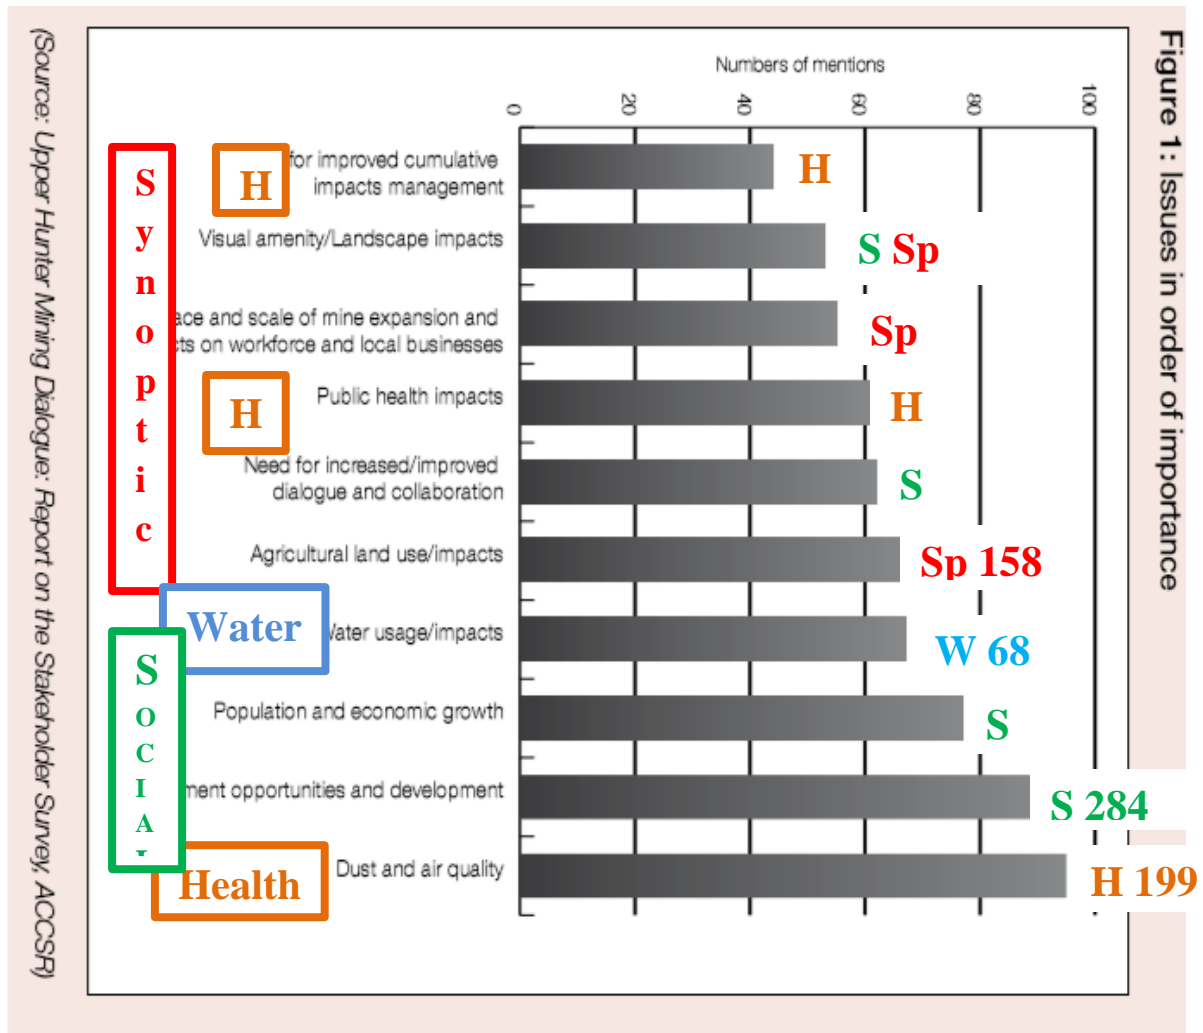 Figure 1: Issues in order of importance
Numbers of mentions
0 20 40 60 80 100
Synoptic
H
for improved cumulative
impacts management
H
Visual amenity/Landscape impacts
S Sp
ace and scale of mine expansion and
cts on workforce and local businesses
Sp
H
Public health impacts
H
Need for increased/improved
dialogue and collaboration
S
Agricultural land use/impacts
Sp 158
Water
Water usage/impacts
W 68
SOCIA
Population and economic growth
S
ment opportunities and development
S 284
Health
Dust and air quality
H 199
(Source: Upper Hunter Mining Dialogue: Report on the Stakeholder Survey, ACCSR)